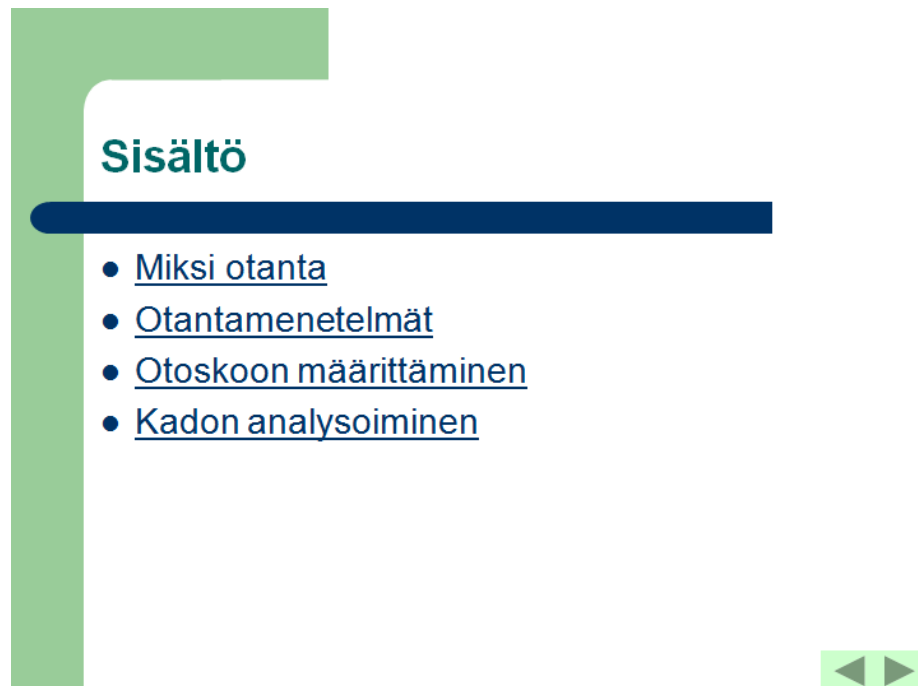 Sisältö
Miksi otanta
Otantamenetelmät
Otoskoon määrittäminen
Kadon analysoiminen